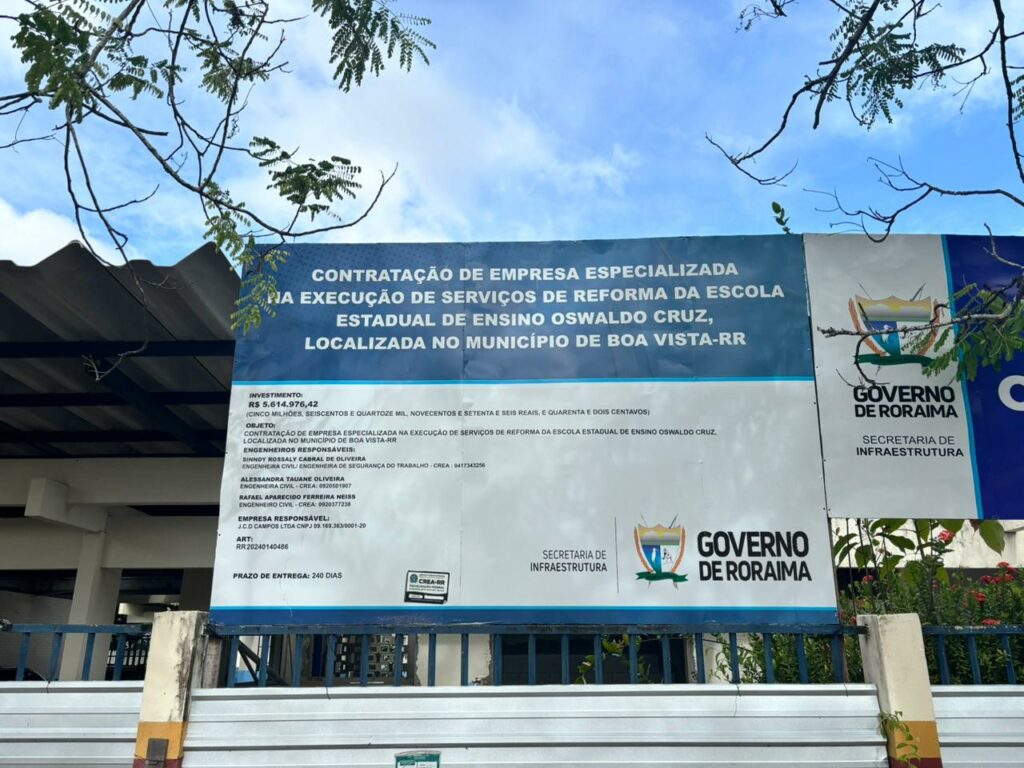 CONTRATAÇÃO DE EMPRESA ESPECIALIZADA
NA EXECUÇÃO DE SERVIÇOS DE REFORMA DA ESCOLA
ESTADUAL DE ENSINO OSWALDO CRUZ,
LOCALIZADA NO MUNICÍPIO DE BOA VISTA-RR
INVESTIMENTO:
R$ 5.614.976,42
(CINCO MILHÕES, SEISCENTOS E QUARTOZE MIL, NOVECENTOS E SETENTA E SEIS REAIS, E QUARENTA E DOIS CENTAVOS)
OBJETO:
CONTRATAÇÃO DE EMPRESA ESPECIALIZADA NA EXECUÇÃO DE SERVIÇOS DE REFORMA DA ESCOLA ESTADUAL DE ENSINO OSWALDO CRUZ,
LOCALIZADA NO MUNICÍPIO DE BOA VISTA-RR
ENGENHEIROS RESPONSÁVEIS:
SINNDY ROSSALY CABRAL DE OLIVEIRA
ENGENHEIRA CIVIL/ ENGENHEIRA DE SEGURANÇA DO TRABALHO - CREA : 0417343256
ALESSANDRA TAUANE OLIVEIRA
ENGENHEIRA CIVIL - CREA: 0920501907
RAFAEL APARECIDO FERREIRA NEISS
ENGENHEIRO CIVIL - CREA: 0920377238
EMPRESA RESPONSÁVEL:
J.C.D CAMPOS LTDA CNPJ 09.169.383/0001-20
ART:
RR20240140486
PRAZO DE ENTREGA: 240 DIAS
CREA-RR
SECRETARIA DE
INFRAESTRUTURA
GOVERNO
DE RORAIMA
GOVERNO
DE RORAIMA
SECRETARIA DE
INFRAESTRUTURA